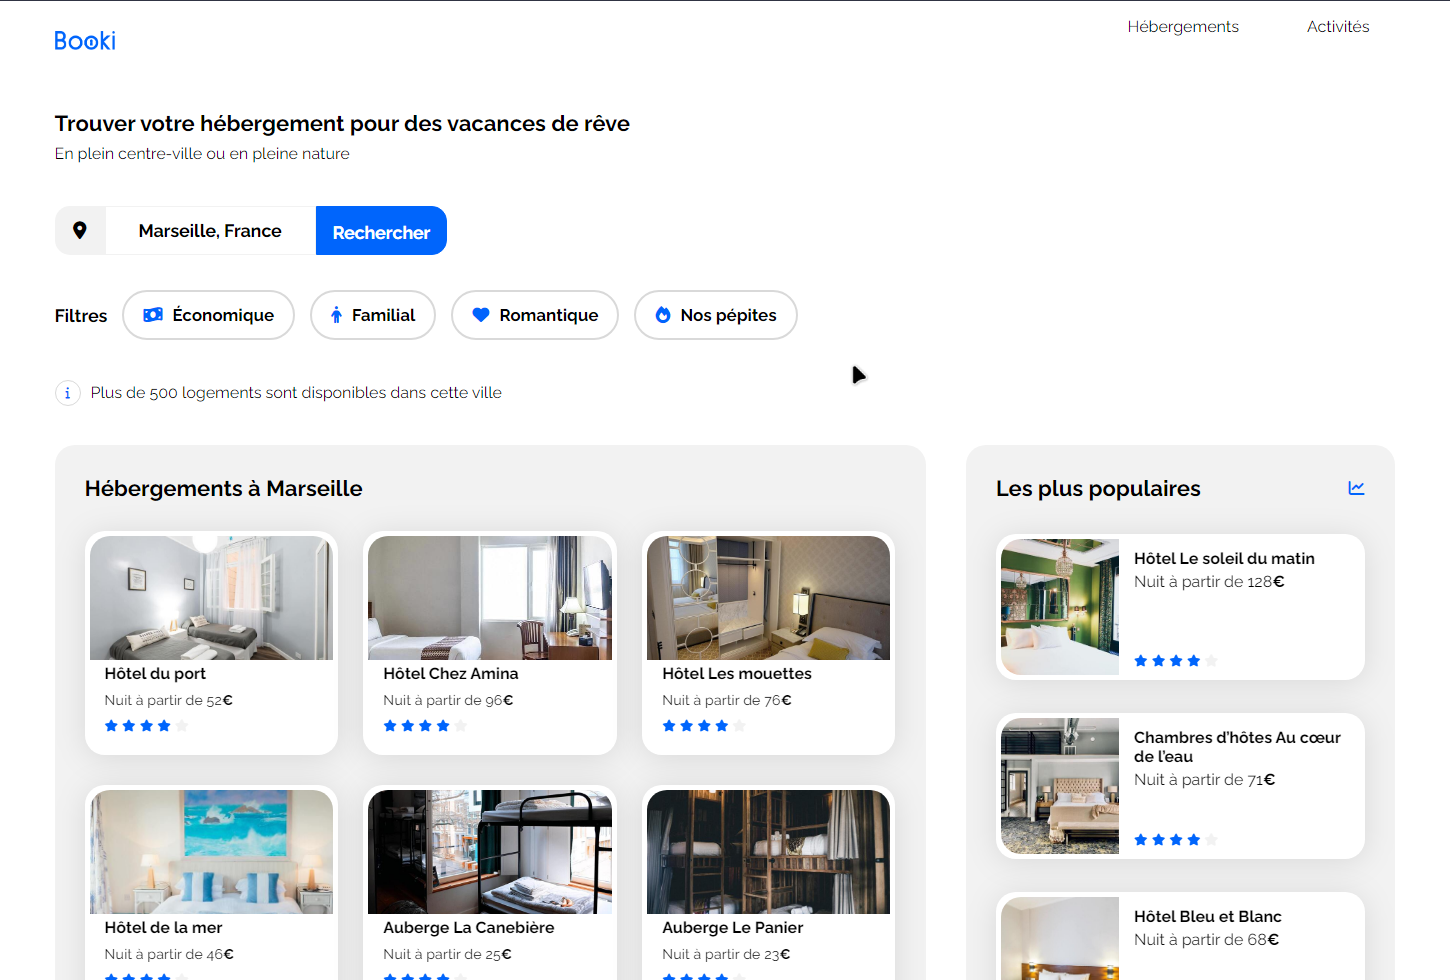 Booki
Hébergements
Activités
Trouver votre hébergement pour des vacances de rêve
En plein centre-ville ou en pleine nature
Marseille, France
Rechercher
Filtres
Économique
Familial
Romantique
Nos pépites
i
Plus de 500 logements sont disponibles dans cette ville
Hébergements à Marseille
Hôtel du port
Nuit à partir de 52€
Hôtel Chez Amina
Nuit à partir de 96€
Hôtel Les mouettes
Nuit à partir de 76€
Hôtel de la mer
Nuit à partir de 46€
Auberge La Canebière
Nuit à partir de 25€
Auberge Le Panier
Nuit à partir de 23€
Les plus populaires
Hôtel Le soleil du matin
Nuit à partir de 128€
Chambres d’hôtes Au cœur
de l’eau
Nuit à partir de 71€
Hôtel Bleu et Blanc
Nuit à partir de 68€